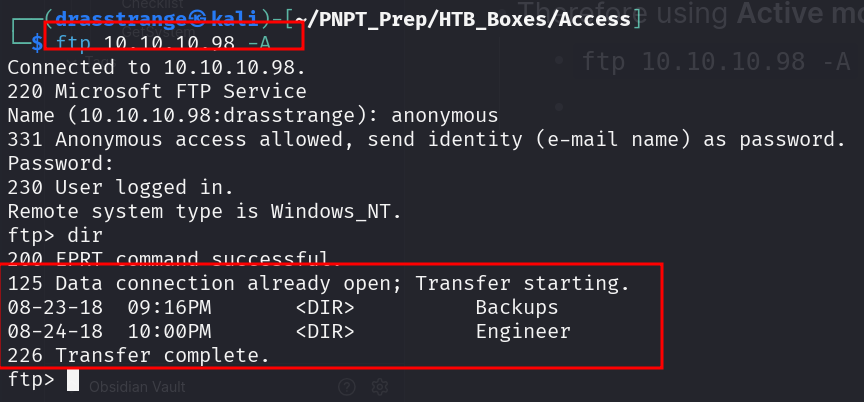 Checklist
┌──(drasstrange㉿kali)-[~/PNPT_Prep/HTB_Boxes/Access]
└─$ ftp 10.10.10.98 -A
Connected to 10.10.10.98.
220 Microsoft FTP Service
Name (10.10.10.98:drasstrange): anonymous
331 Anonymous access allowed, send identity (e-mail name) as password.
Password:
230 User logged in.
Remote system type is Windows_NT.
ftp> dir
200 EPRT command successful.
125 Data connection already open; Transfer starting.
08-23-18  09:16PM       <DIR>          Backups
08-24-18  10:00PM       <DIR>          Engineer
226 Transfer complete.
ftp>
Therefore using Active mo
• ftp 10.10.10.98 -A
Obsidian Vault